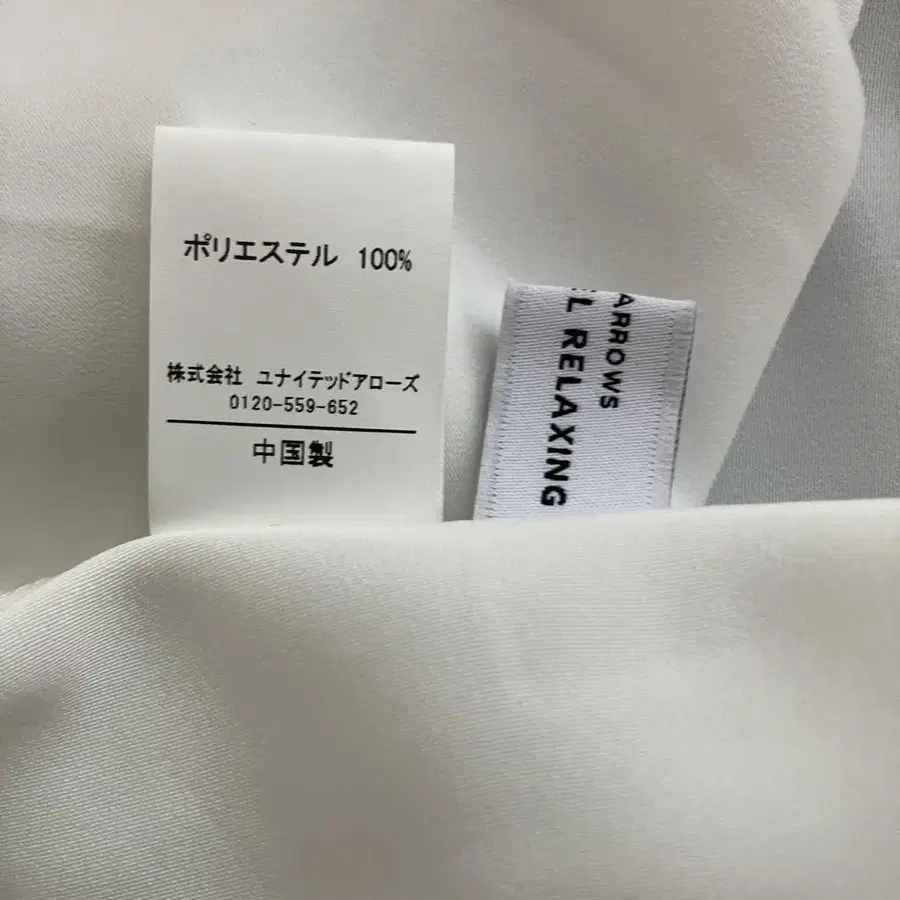 ポリエステル 100%
株式会社 ユナイテッドアローズ
0120-559-652
中国製
ARROWS
RELAXING